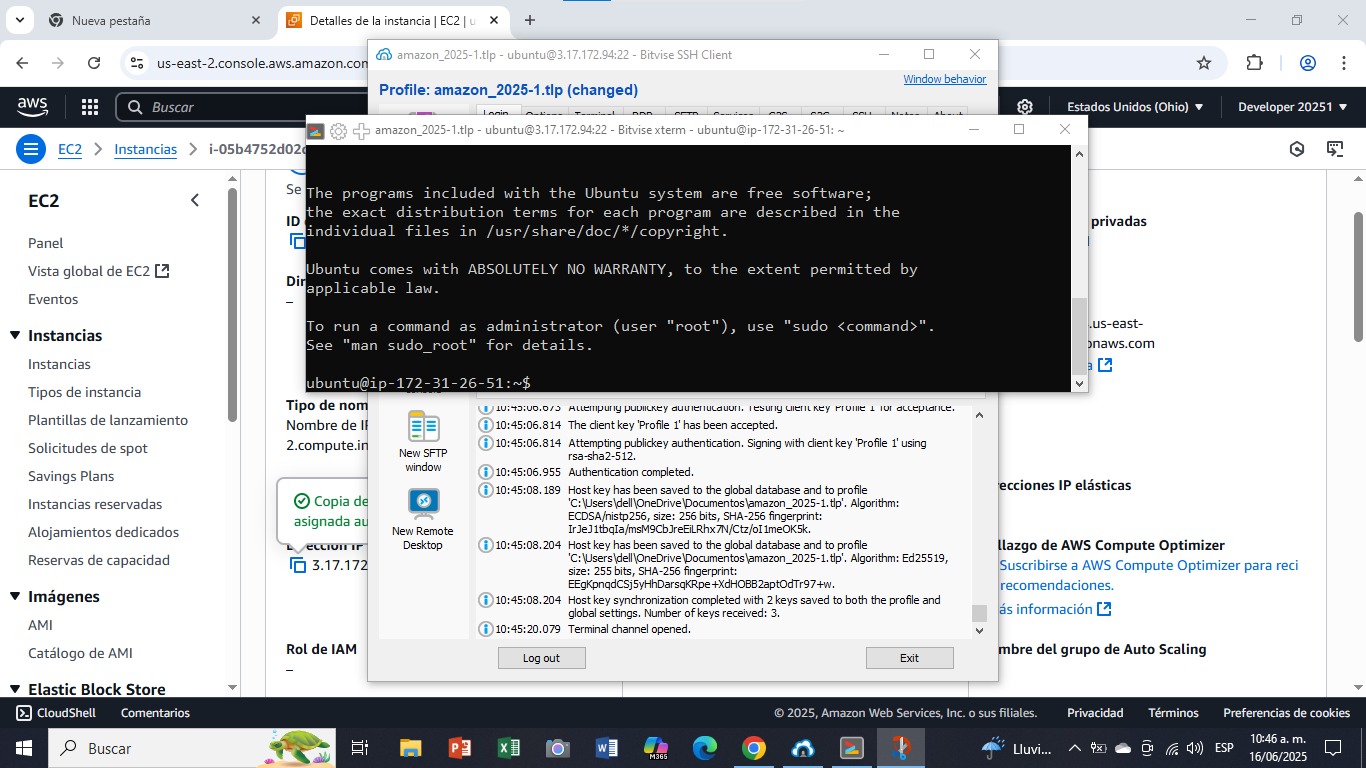 Nueva pestaña
Detalles de la instancia | EC2 | u
us-east-2.console.aws.amazon.com
amazon_2025-1.tlp - ubuntu@3.17.172.94:22 - Bitvise SSH Client
Window behavior
Profile: amazon_2025-1.tlp (changed)
aws
Buscar
Estados Unidos (Ohio)
Developer 20251
Login Options Terminal RDP SFTP Services C2S S2C SSH Notes About
amazon_2025-1.tlp - ubuntu@3.17.172.94:22 - Bitvise xterm - ubuntu@ip-172-31-26-51: ~
EC2
Instancias
i-05b4752d02c
The programs included with the Ubuntu system are free software;
the exact distribution terms for each program are described in the
individual files in /usr/share/doc/*/copyright.
Ubuntu comes with ABSOLUTELY NO WARRANTY, to the extent permitted by
applicable law.
To run a command as administrator (user "root"), use "sudo <command>".
See "man sudo_root" for details.
ubuntu@ip-172-31-26-51:~$
EC2
Panel
Vista global de EC2
Eventos
Instancias
Instancias
Tipos de instancia
Plantillas de lanzamiento
Solicitudes de spot
Savings Plans
Instancias reservadas
Alojamientos dedicados
Reservas de capacidad
Imágenes
AMI
Catálogo de AMI
Elastic Block Store
Se
ID
Dir
–
Tipo de nom
Nombre de IP
2.compute.in
Copia de
asignada au
Dirección IP
3.17.172
Rol de IAM
–
privadas
.us-east-
onaws.com
a
New SFTP
window
New Remote
Desktop
10:45:06.673 Attempting publickey authentication. Testing client key 'Profile 1' for acceptance.
10:45:06.814 The client key 'Profile 1' has been accepted.
10:45:06.814 Attempting publickey authentication. Signing with client key 'Profile 1' using
rsa-sha2-512.
10:45:06.955 Authentication completed.
10:45:08.189 Host key has been saved to the global database and to profile
'C:\Users\dell\OneDrive\Documentos\amazon_2025-1.tlp'. Algorithm:
ECDSA/nistp256, size: 256 bits, SHA-256 fingerprint:
IrJeJ1tbqIa/msM9CbJreEiLRhx7N/Ctz/oI1meOK5k.
10:45:08.204 Host key has been saved to the global database and to profile
'C:\Users\dell\OneDrive\Documentos\amazon_2025-1.tlp'. Algorithm: Ed25519,
size: 255 bits, SHA-256 fingerprint:
EEgKpnqdCSj5yHhDarsqKRpe+XdHOBB2aptOdTr97+w.
10:45:08.204 Host key synchronization completed with 2 keys saved to both the profile and
global settings. Number of keys received: 3.
10:45:20.079 Terminal channel opened.
Log out
Exit
recciones IP elásticas
llazgo de AWS Compute Optimizer
Suscribirse a AWS Compute Optimizer para reci
recomendaciones.
ás información
mbre del grupo de Auto Scaling
CloudShell
Comentarios
© 2025, Amazon Web Services, Inc. o sus filiales.
Privacidad
Términos
Preferencias de cookies
Buscar
M365
Lluvi...
ESP
10:46 a. m.
16/06/2025